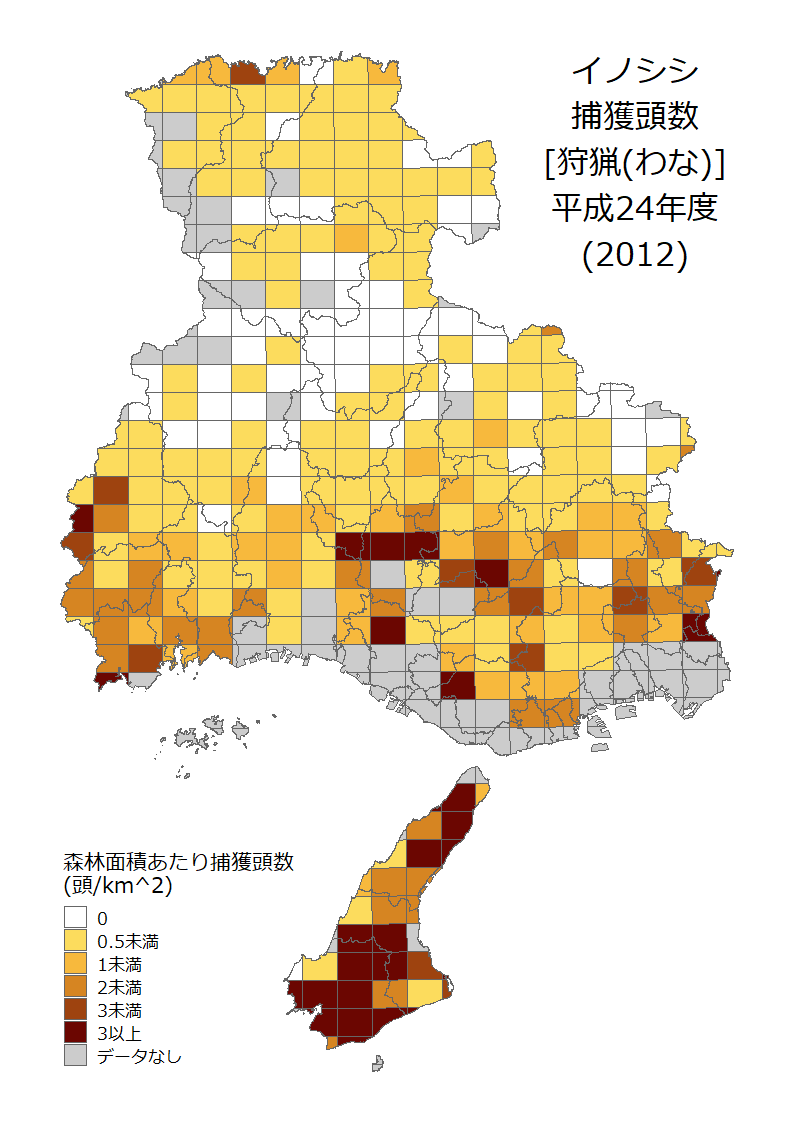 イノシシ
捕獲頭数
[狩猟(わな)]
平成24年度
(2012)
森林面積あたり捕獲頭数
(頭/km^2)
0
0.5未満
1未満
2未満
3未満
3以上
データなし